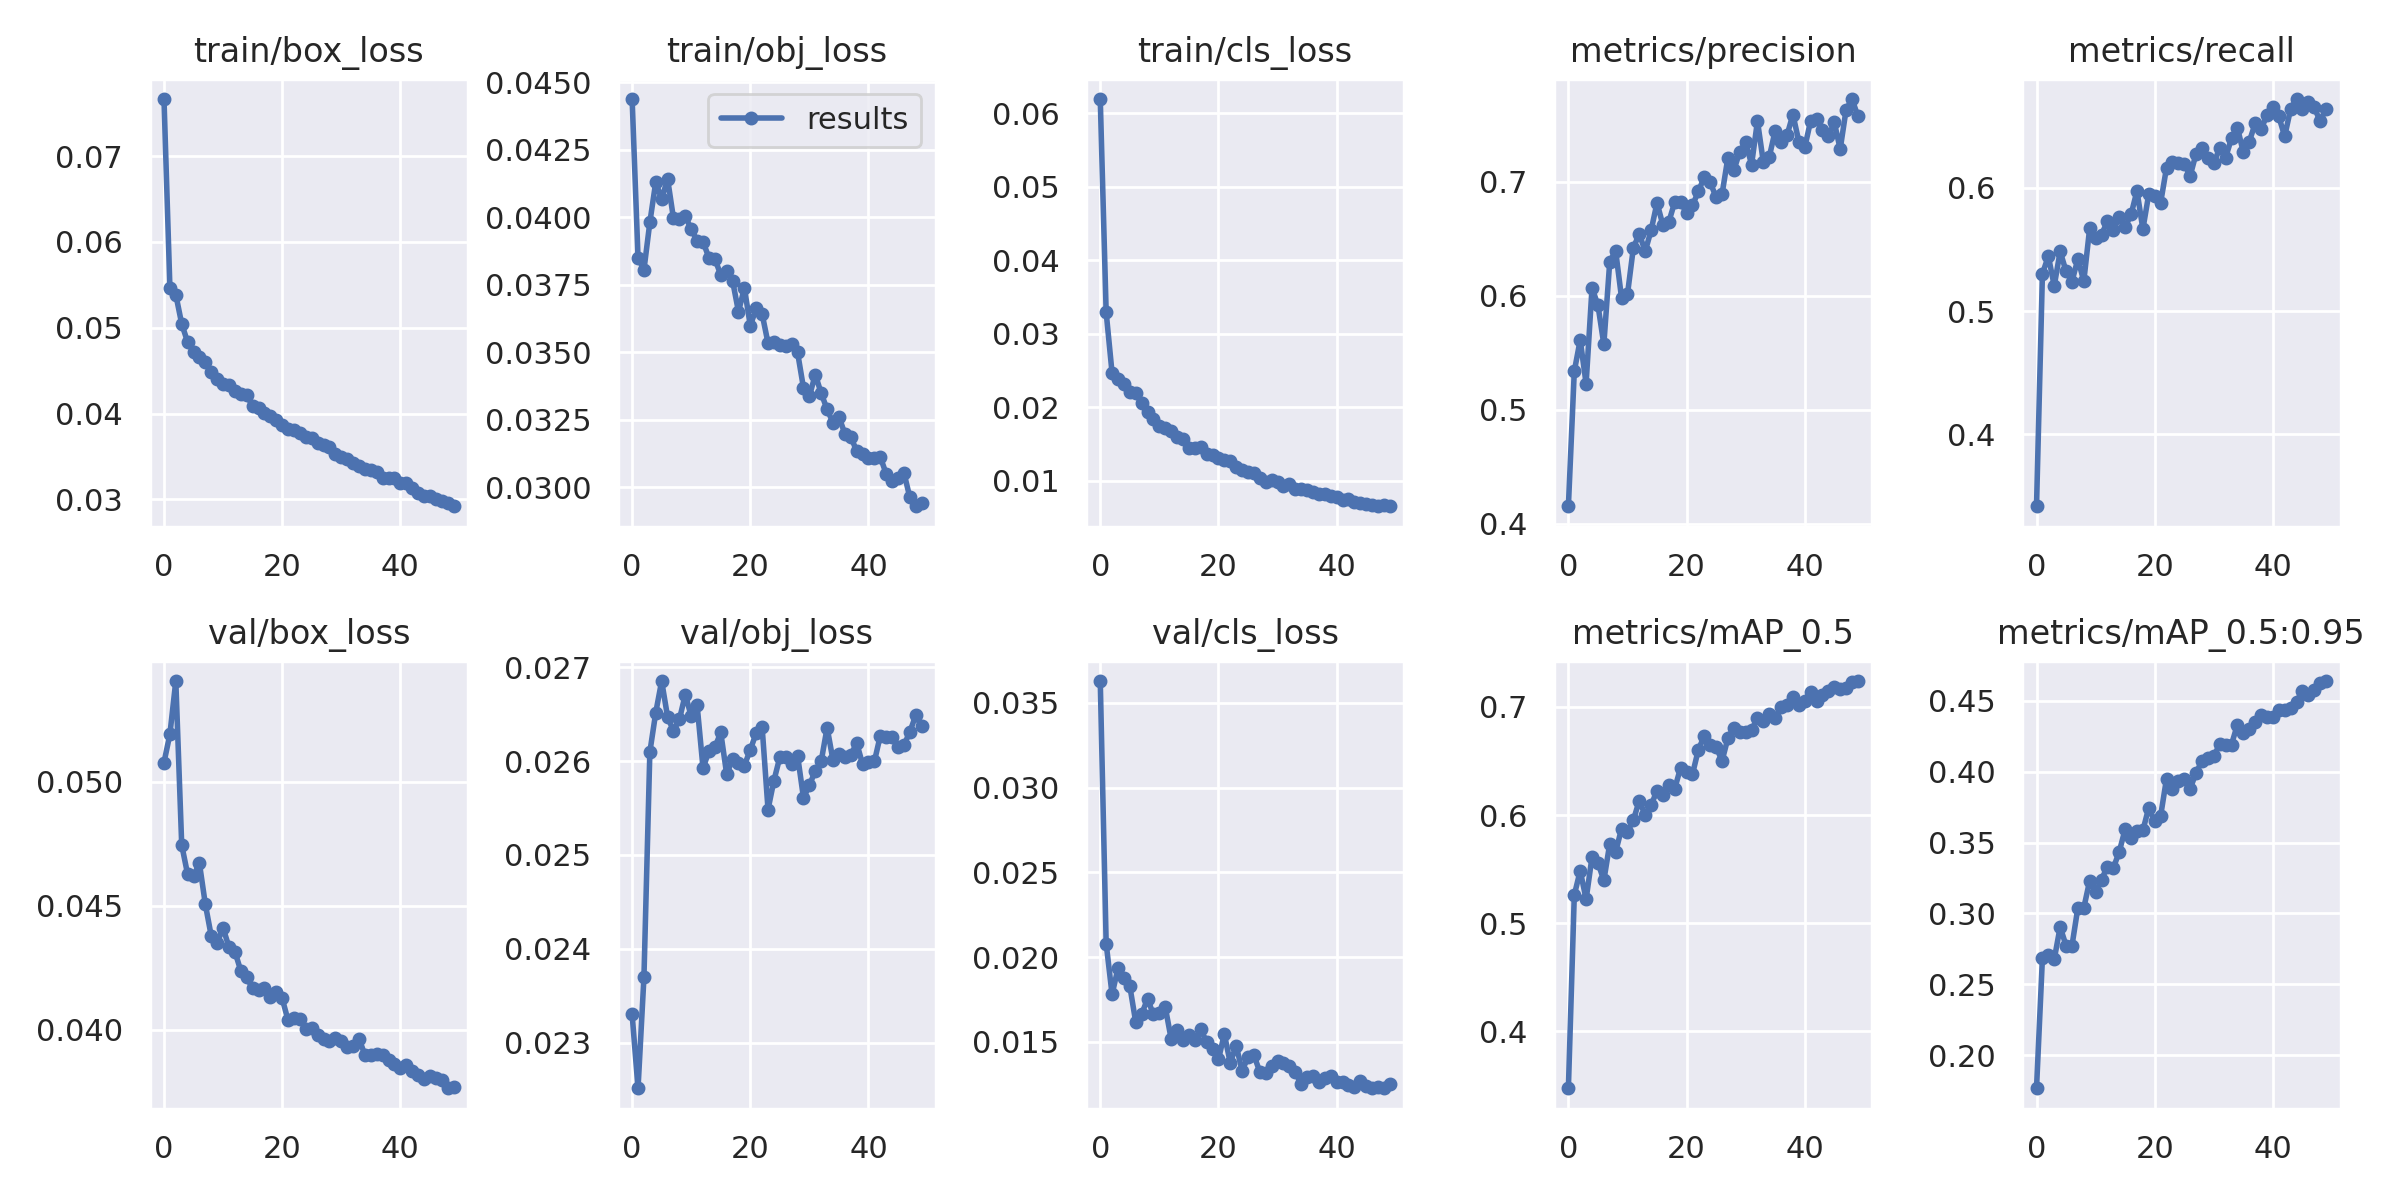 train/box_loss
0.07
0.06
0.05
0.04
0.03
0 20 40
train/obj_loss
results
0.0450
0.0425
0.0400
0.0375
0.0350
0.0325
0.0300
0 20 40
train/cls_loss
0.06
0.05
0.04
0.03
0.02
0.01
0 20 40
metrics/precision
0.7
0.6
0.5
0.4
0 20 40
metrics/recall
0.6
0.5
0.4
0 20 40
val/box_loss
0.050
0.045
0.040
0 20 40
val/obj_loss
0.027
0.026
0.025
0.024
0.023
0 20 40
val/cls_loss
0.035
0.030
0.025
0.020
0.015
0 20 40
metrics/mAP_0.5
0.7
0.6
0.5
0.4
0 20 40
metrics/mAP_0.5:0.95
0.45
0.40
0.35
0.30
0.25
0.20
0 20 40